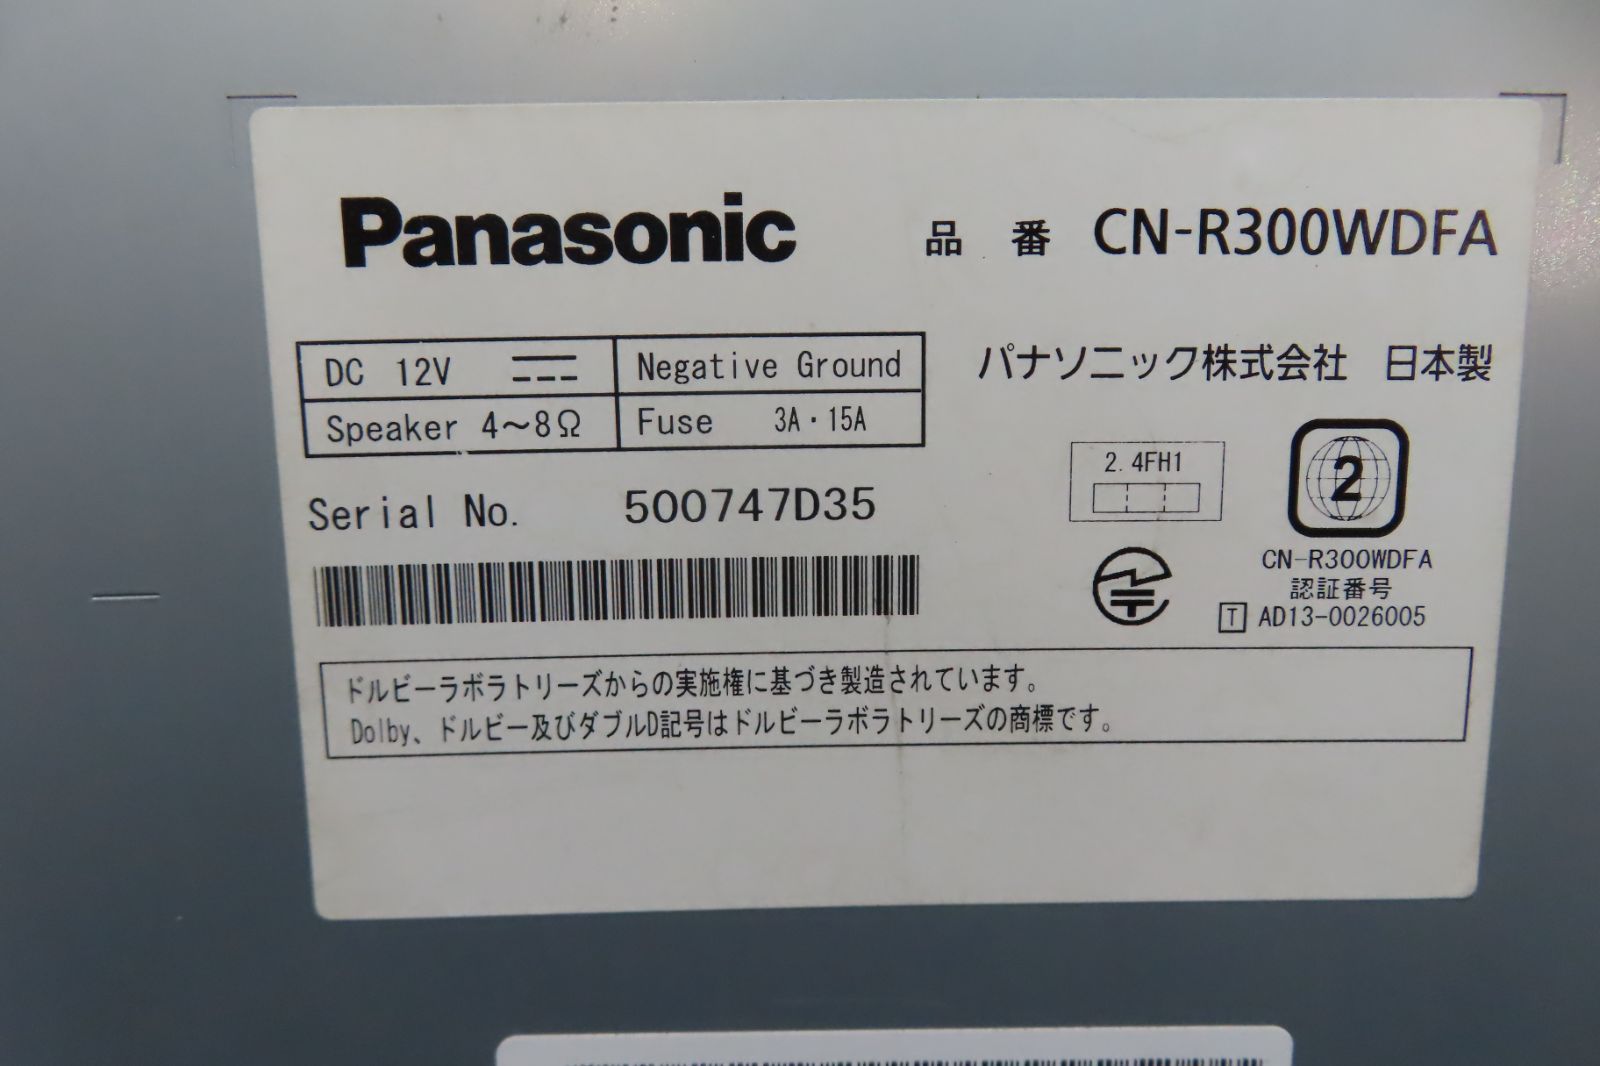 Panasonic 品番 CN-R300WDFA
DC 12V Negative Ground
Speaker 4〜8Ω Fuse 3A・15A
パナソニック株式会社 日本製
Serial No. 500747D35
2.4FH1
2
CN-R300WDFA
認証番号
T AD13-0026005
ドルビーラボラトリーズからの実施権に基づき製造されています。
Dolby、ドルビー及びダブルD記号はドルビーラボラトリーズの商標です。